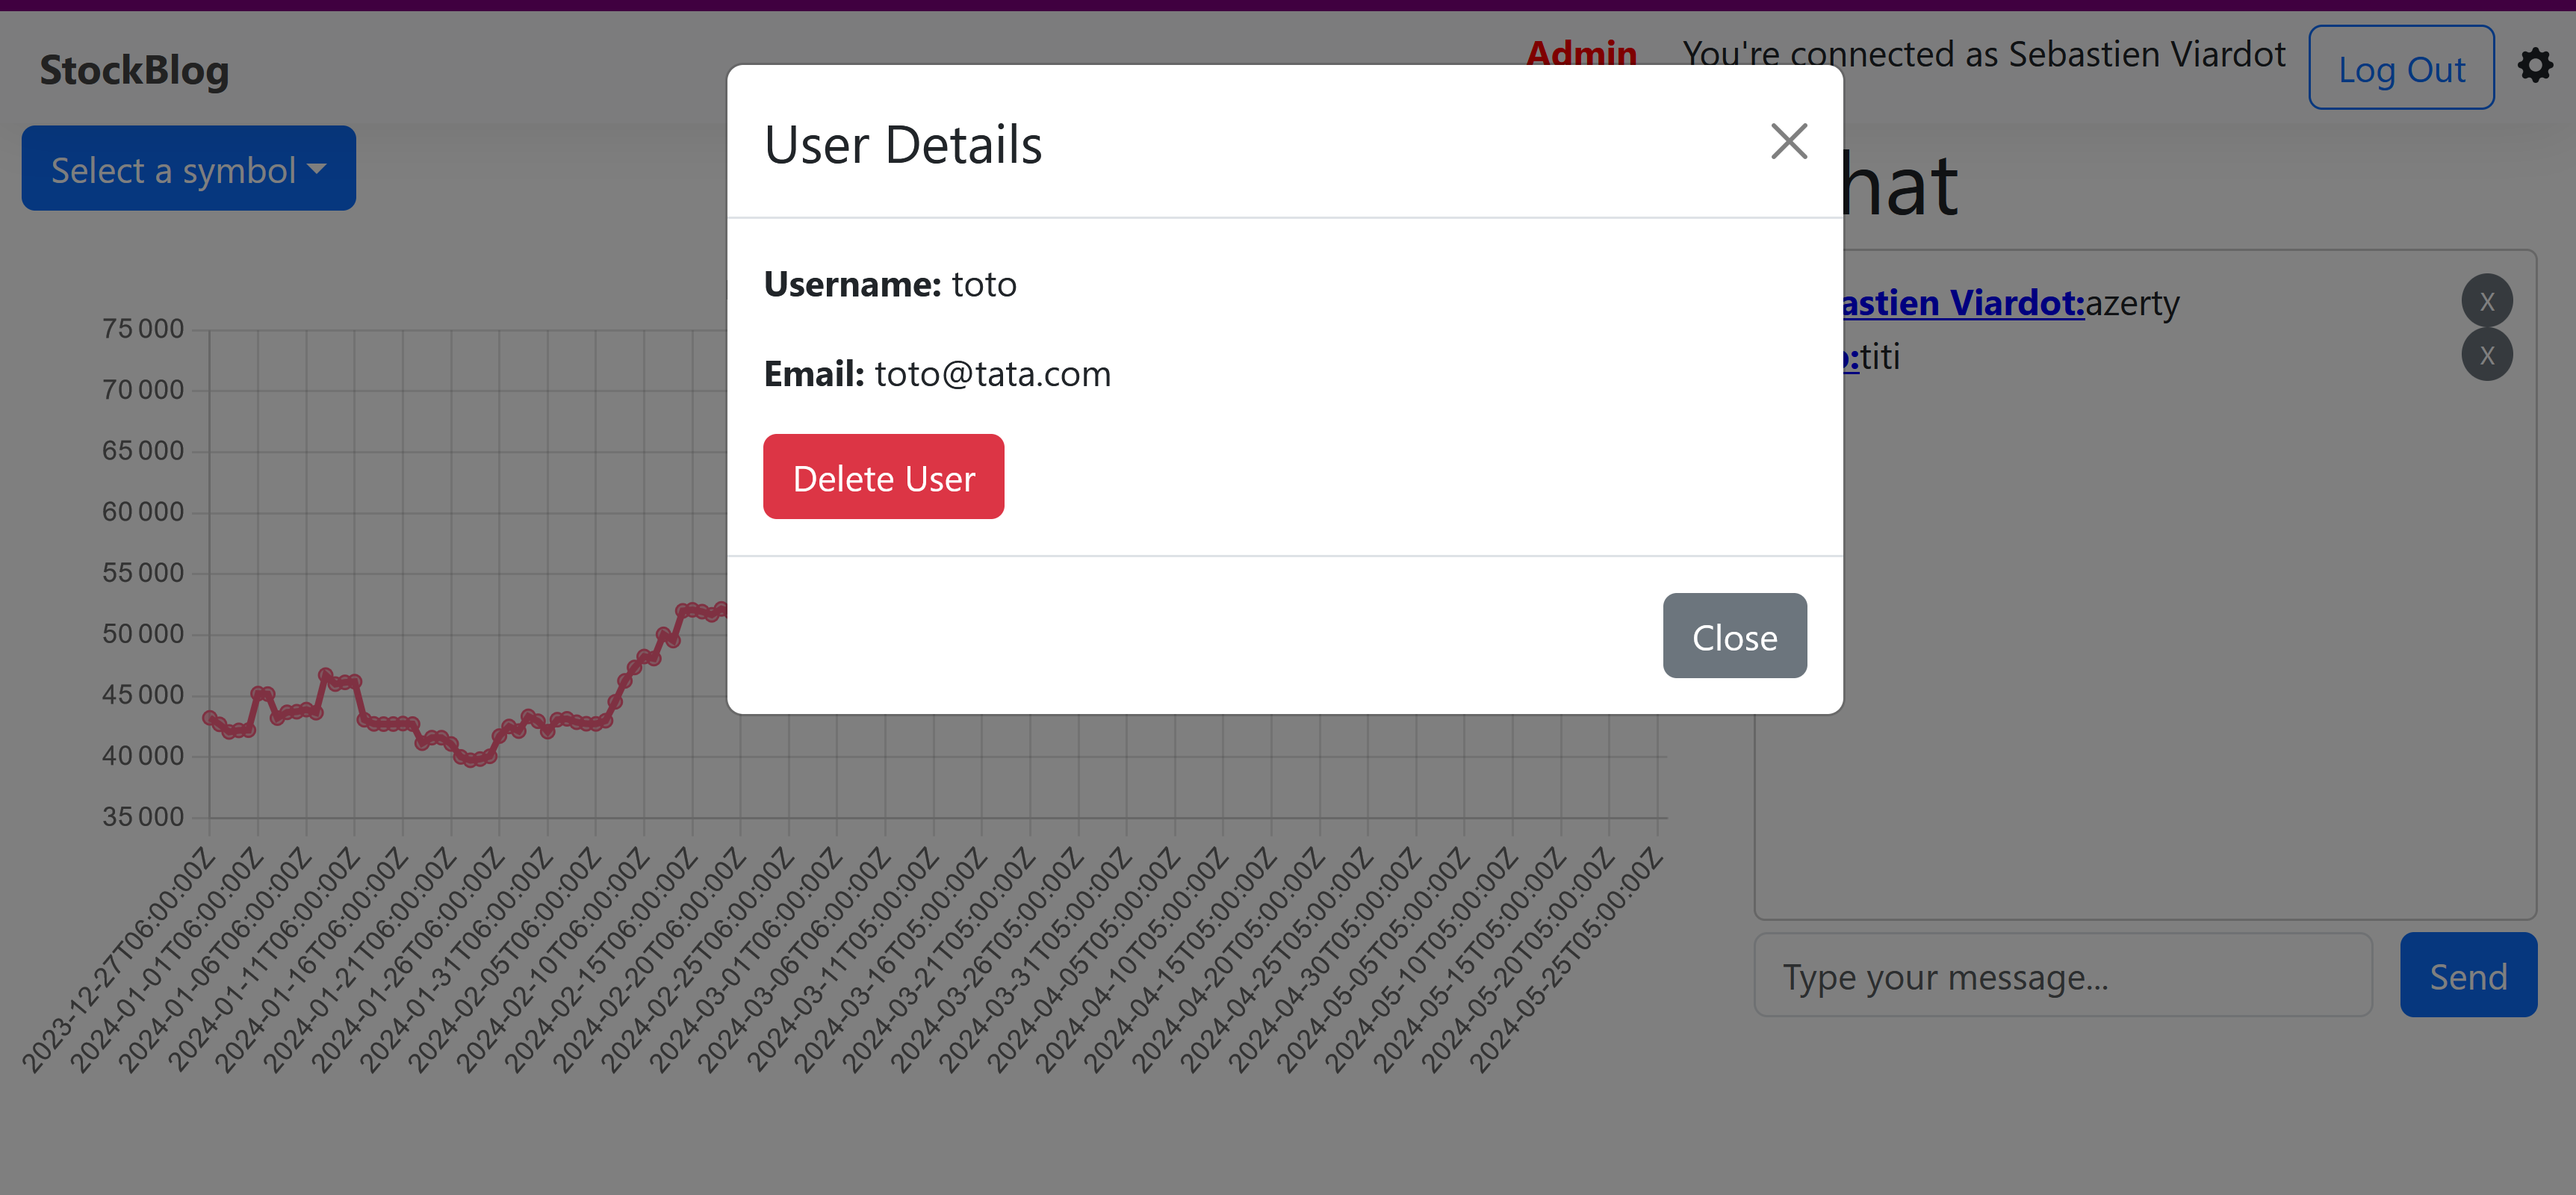 StockBlog
Admin
You're connected as Sebastien Viardot
Log Out
Select a symbol
User Details
Username: toto
Email: toto@tata.com
Delete User
Close
hat
astien Viardot:azerty
X
:titi
X
Type your message...
Send
75 000
70 000
65 000
60 000
55 000
50 000
45 000
40 000
35 000
2023-12-27T06:00:00Z
2024-01-01T06:00:00Z
2024-01-06T06:00:00Z
2024-01-11T06:00:00Z
2024-01-16T06:00:00Z
2024-01-21T06:00:00Z
2024-01-26T06:00:00Z
2024-01-31T06:00:00Z
2024-02-05T06:00:00Z
2024-02-10T06:00:00Z
2024-02-15T06:00:00Z
2024-02-20T06:00:00Z
2024-02-25T06:00:00Z
2024-03-01T06:00:00Z
2024-03-06T06:00:00Z
2024-03-11T05:00:00Z
2024-03-16T05:00:00Z
2024-03-21T05:00:00Z
2024-03-26T05:00:00Z
2024-03-31T05:00:00Z
2024-04-05T05:00:00Z
2024-04-10T05:00:00Z
2024-04-15T05:00:00Z
2024-04-20T05:00:00Z
2024-04-25T05:00:00Z
2024-04-30T05:00:00Z
2024-05-05T05:00:00Z
2024-05-10T05:00:00Z
2024-05-15T05:00:00Z
2024-05-20T05:00:00Z
2024-05-25T05:00:00Z